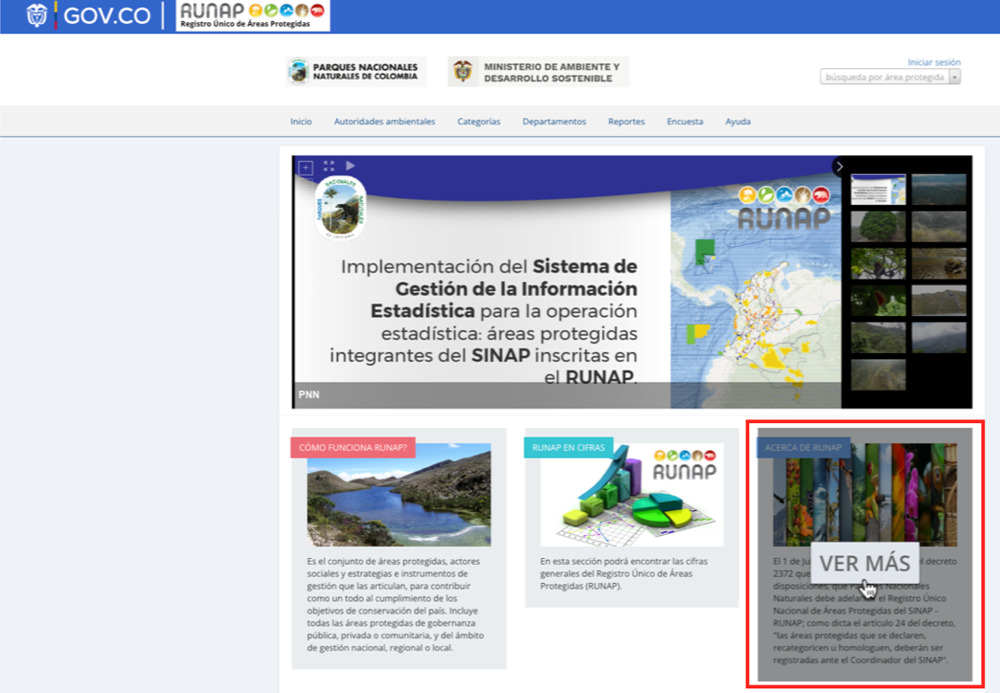 GOV.CO
RUNAP
Registro Único de Áreas Protegidas
PARQUES NACIONALES
NATURALES DE COLOMBIA
MINISTERIO DE AMBIENTE Y
DESARROLLO SOSTENIBLE
Iniciar sesión
búsqueda por área protegida
Inicio Autoridades ambientales Categorías Departamentos Reportes Encuesta Ayuda
RUNAP
Implementación del Sistema de
Gestión de la Información
Estadística para la operación
estadística: áreas protegidas
integrantes del SINAP inscritas en
el RUNAP.
PNN
CÓMO FUNCIONA RUNAP?
Es el conjunto de áreas protegidas, actores
sociales y estrategias e instrumentos de
gestión que las articulan, para contribuir
como un todo al cumplimiento de los
objetivos de conservación del país. Incluye
todas las áreas protegidas de gobernanza
pública, privada o comunitaria, y del ámbito
de gestión nacional, regional o local.
RUNAP EN CIFRAS
RUNAP
En esta sección podrá encontrar las cifras
generales del Registro Único de Áreas
Protegidas (RUNAP).
ACERCA DE RUNAP
VER MÁS
El 1 de decreto
2372 que
disposiciones, que Nacionales
Naturales debe adelantar el Registro Único
Nacional de Áreas Protegidas del SINAP -
RUNAP; como dicta el artículo 24 del decreto,
"las áreas protegidas que se declaren,
recategoricen u homologuen, deberán ser
registradas ante el Coordinador del SINAP".